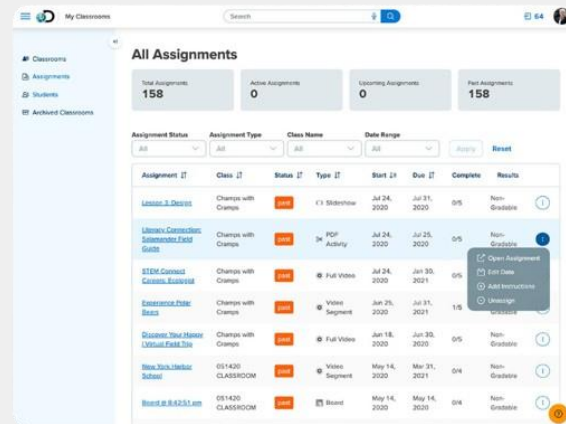 My Classrooms
Search
64
Classrooms
Assignments
Students
Archived Classrooms
All Assignments
Total Assignments
158
Active Assignments
0
Upcoming Assignments
0
Past Assignments
158
Assignment Status
Assignment Type
Class Name
Date Range
All
All
All
All
Apply
Reset
Assignment
Class
Status
Type
Start
Due
Complete
Results
Lesson 3: Design
Champs with
Cramps
past
Slideshow
Jul 24,
2020
Jul 31,
2020
0/5
Non-
Gradable
Literacy Connection:
Salamander Field
Guide
Champs with
Cramps
past
PDF
Activity
Jul 24,
2020
Jul 25,
2020
0/5
Non-
Gradable
Open Assignment
Edit Date
Add Instructions
Unassign
STEM Connect
Careers: Ecologist
Champs with
Cramps
past
Full Video
Jul 24,
2020
Jan 30,
2021
0/5
Experience Polar
Bears
Champs with
Cramps
past
Video
Segment
Jun 25,
2020
Jul 31,
2021
1/5
Gradable
Discover Your Happy
| Virtual Field Trip
Champs with
Cramps
past
Full Video
Jun 18,
2020
Jun 30,
2020
0/5
Non-
Gradable
New York Harbor
School
051420
CLASSROOM
past
Video
Segment
May 14,
2020
Mar 31,
2021
0/4
Non-
Gradable
Board @ 8:42:51 pm
051420
CLASSROOM
past
Board
May 14,
2020
May 14,
2020
0/4
Non-
Gradable